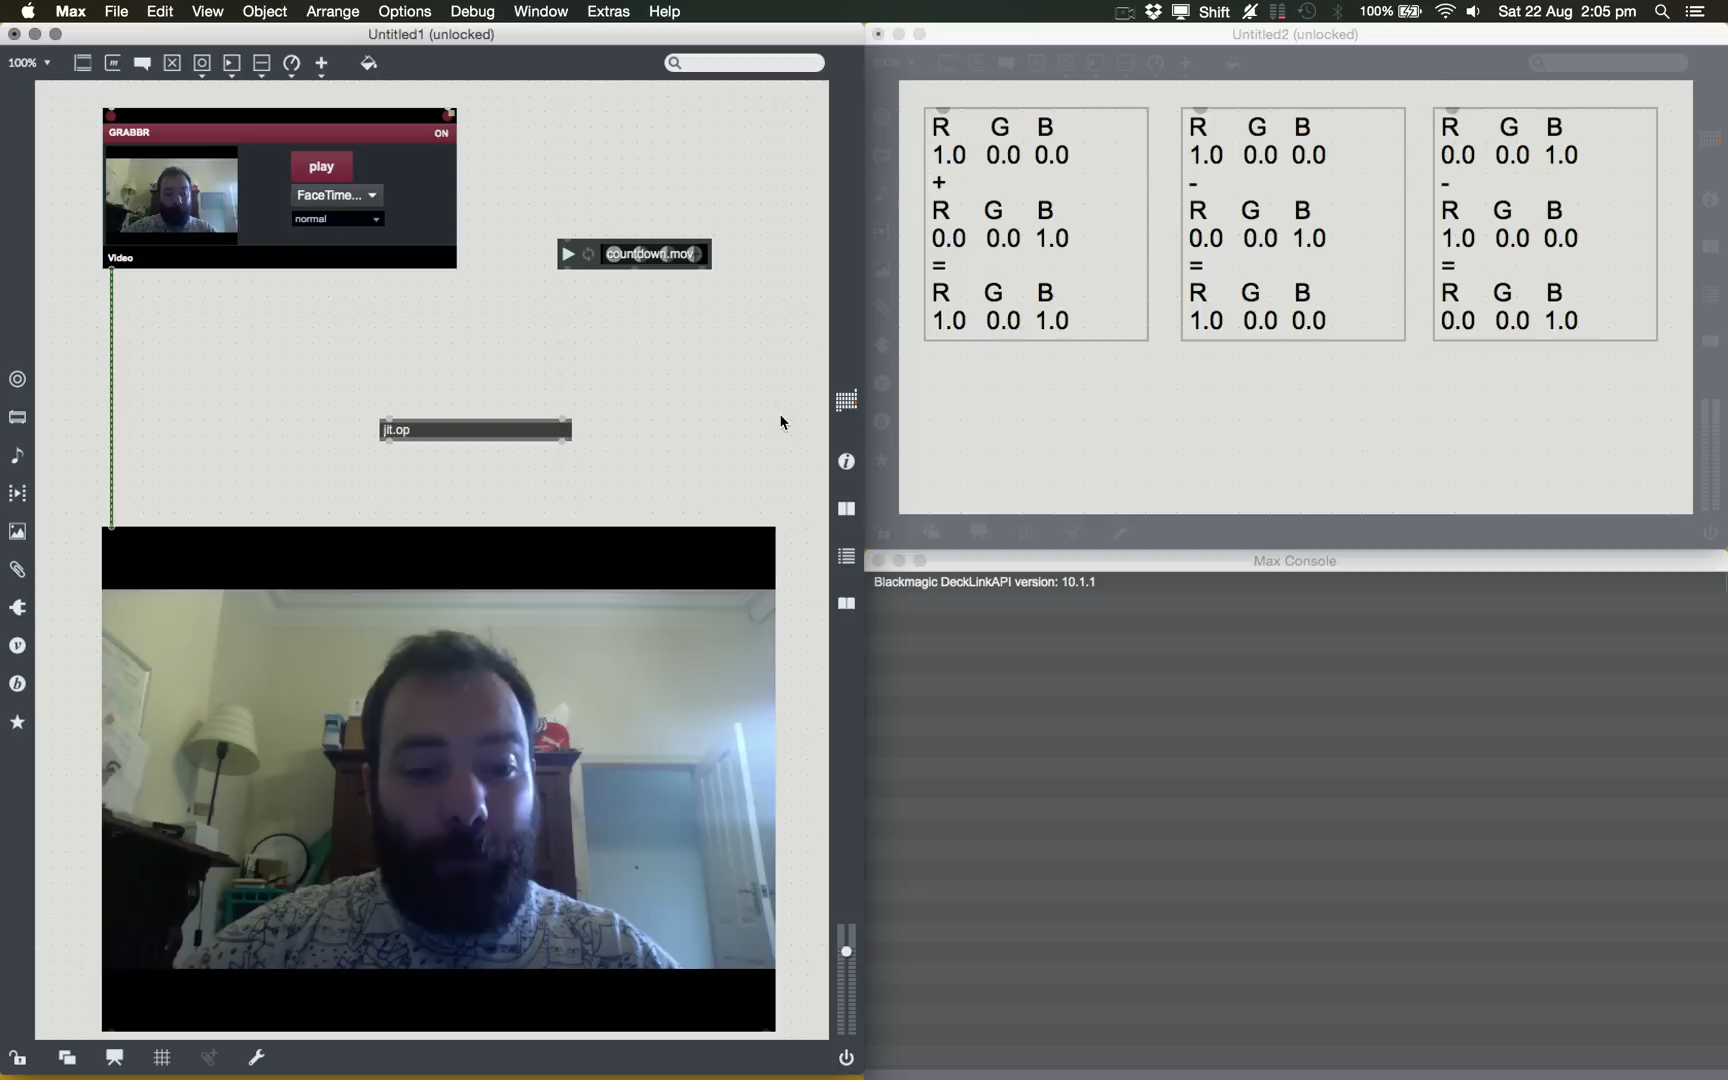 Max File Edit View Object Arrange Options Debug Window Extras Help
Shift 100% Sat 22 Aug 2:05 pm
Untitled1 (unlocked)
100%
m
GRABBR ON
play
FaceTime...
normal
Video
countdown.mov
jit.op
Untitled2 (unlocked)
R G B
1.0 0.0 0.0
+
R G B
0.0 0.0 1.0
=
R G B
1.0 0.0 1.0
R G B
1.0 0.0 0.0
-
R G B
0.0 0.0 1.0
=
R G B
1.0 0.0 0.0
R G B
0.0 0.0 1.0
-
R G B
1.0 0.0 0.0
=
R G B
0.0 0.0 1.0
Max Console
Blackmagic DeckLinkAPI version: 10.1.1